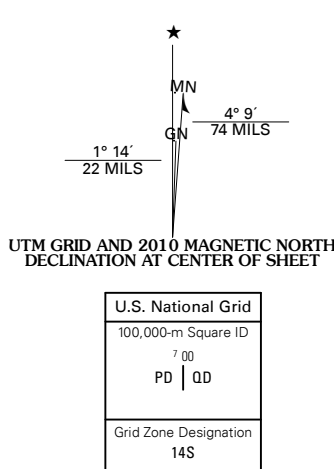 ★
MN
4° 9´
74 MILS
GN
1° 14´
22 MILS
UTM GRID AND 2010 MAGNETIC NORTH
DECLINATION AT CENTER OF SHEET
U.S. National Grid
100,000-m Square ID
7 00
PD | QD
Grid Zone Designation
14S